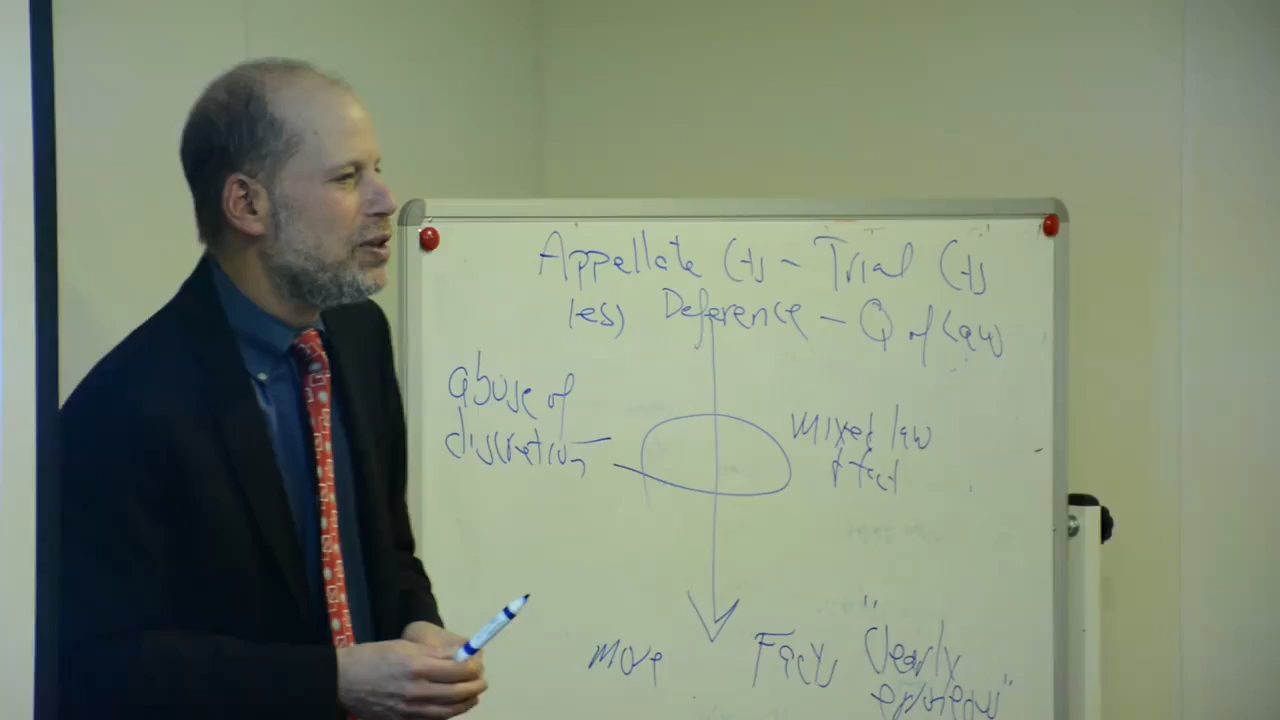 Appellate Cts - Trial Cts
less Deference - Q of Law
abuse of
discretion
Mixed law
& fact
More Facts "Clearly
erroneous"